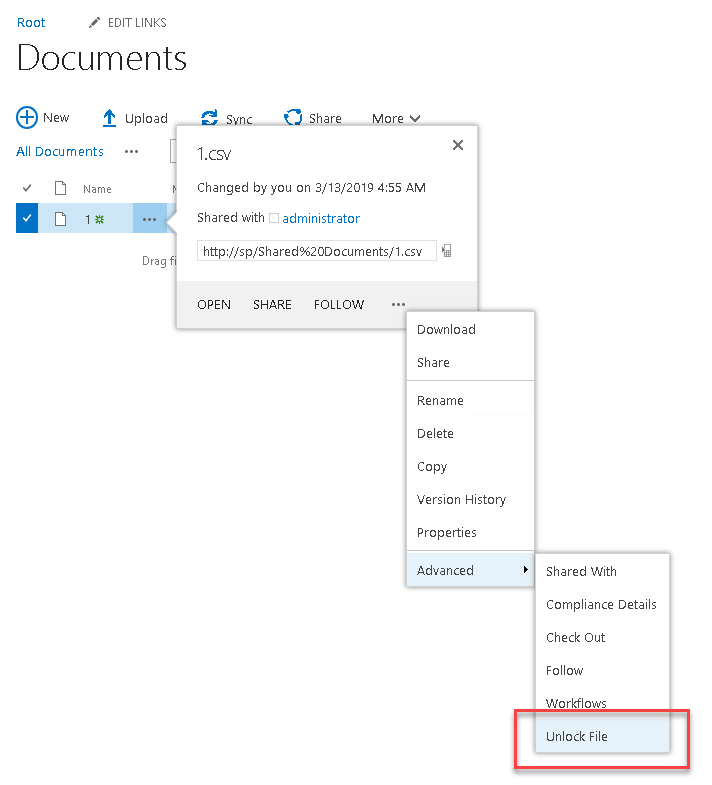 Root EDIT LINKS
Documents
New Upload Sync Share More
All Documents ...
Name
1 ...
Drag
1.csv
Changed by you on 3/13/2019 4:55 AM
Shared with administrator
http://sp/Shared%20Documents/1.csv
OPEN SHARE FOLLOW ...
Download
Share
Rename
Delete
Copy
Version History
Properties
Advanced
Shared With
Compliance Details
Check Out
Follow
Workflows
Unlock File